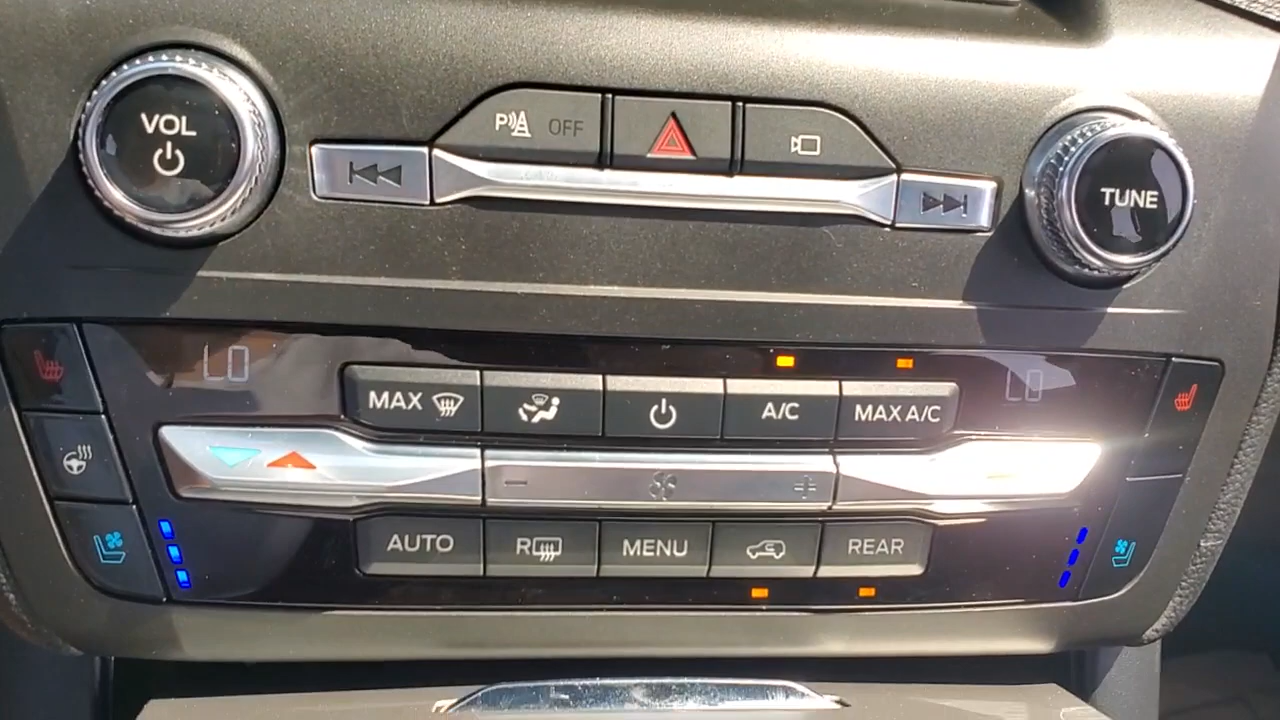 VOL
P OFF
TUNE
LO
LO
MAX
A/C
MAX A/C
AUTO
R
MENU
REAR